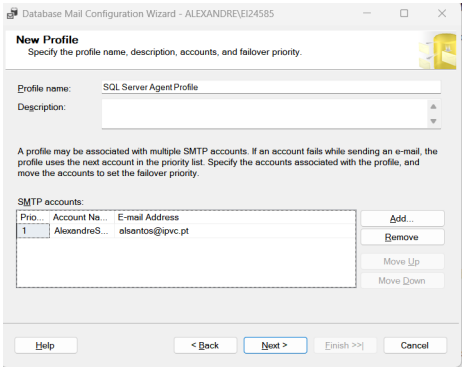 Database Mail Configuration Wizard - ALEXANDRE\EI24585
New Profile
Specify the profile name, description, accounts, and failover priority.
Profile name: SQL Server Agent Profile
Description:
A profile may be associated with multiple SMTP accounts. If an account fails while sending an e-mail, the
profile uses the next account in the priority list. Specify the accounts associated with the profile, and
move the accounts to set the failover priority.
SMTP accounts:
Prio... Account Na... E-mail Address
1 AlexandreS... alsantos@ipvc.pt
Add...
Remove
Move Up
Move Down
Help < Back Next > Finish >>| Cancel